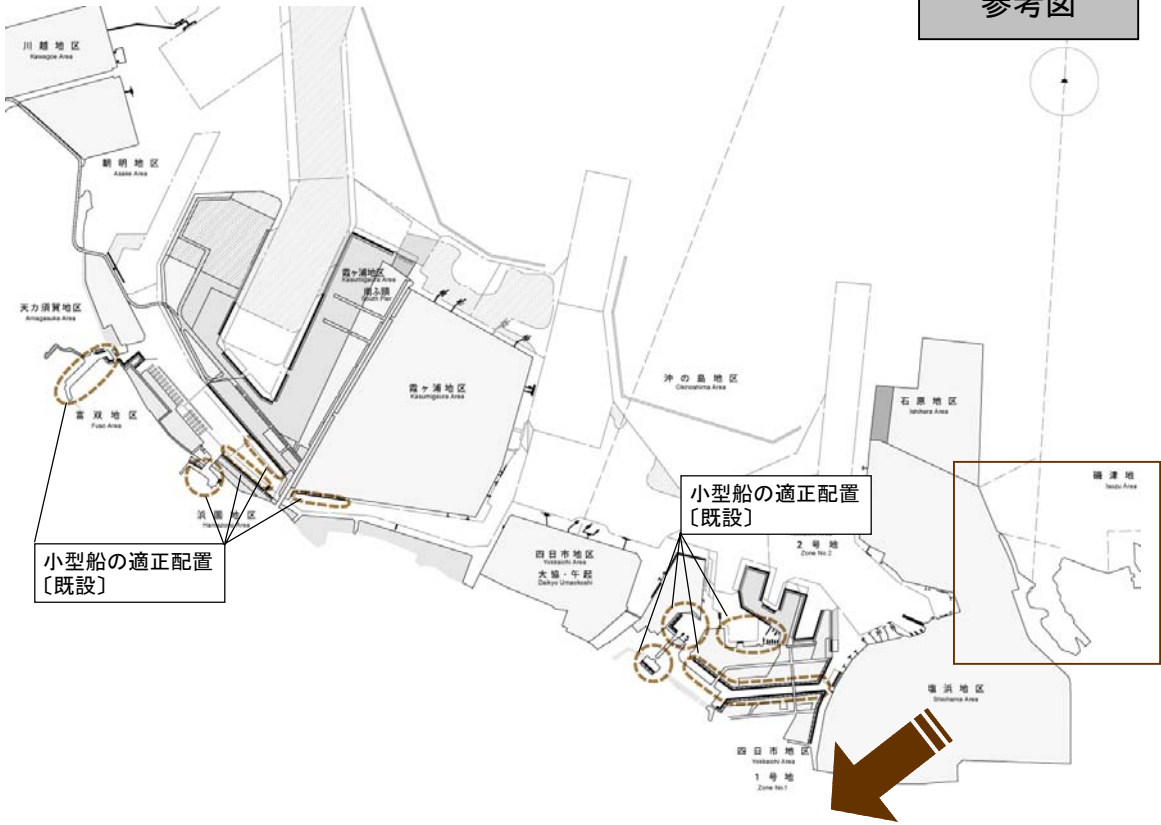 参考図
川越地区
Kawagoe Area
朝明地区
Asake Area
霞ヶ浦地区
Kasumigaura Area
南ふ頭
South Pier
天カ須賀地区
Amagasuka Area
霞ヶ浦地区
Kasumigaura Area
沖の島地区
Okinoshima Area
石原地区
Ishihara Area
富双地区
Fuso Area
磯津地
Isozu Area
小型船の適正配置
〔既設〕
浜園地区
2号地
Zone No.2
四日市地区
Yokkaichi Area
大協・午起
Daikyo Umaokoshi
小型船の適正配置
〔既設〕
塩浜地区
Shiohama Area
四日市地区
Yokkaichi Area
1号地
Zone No.1